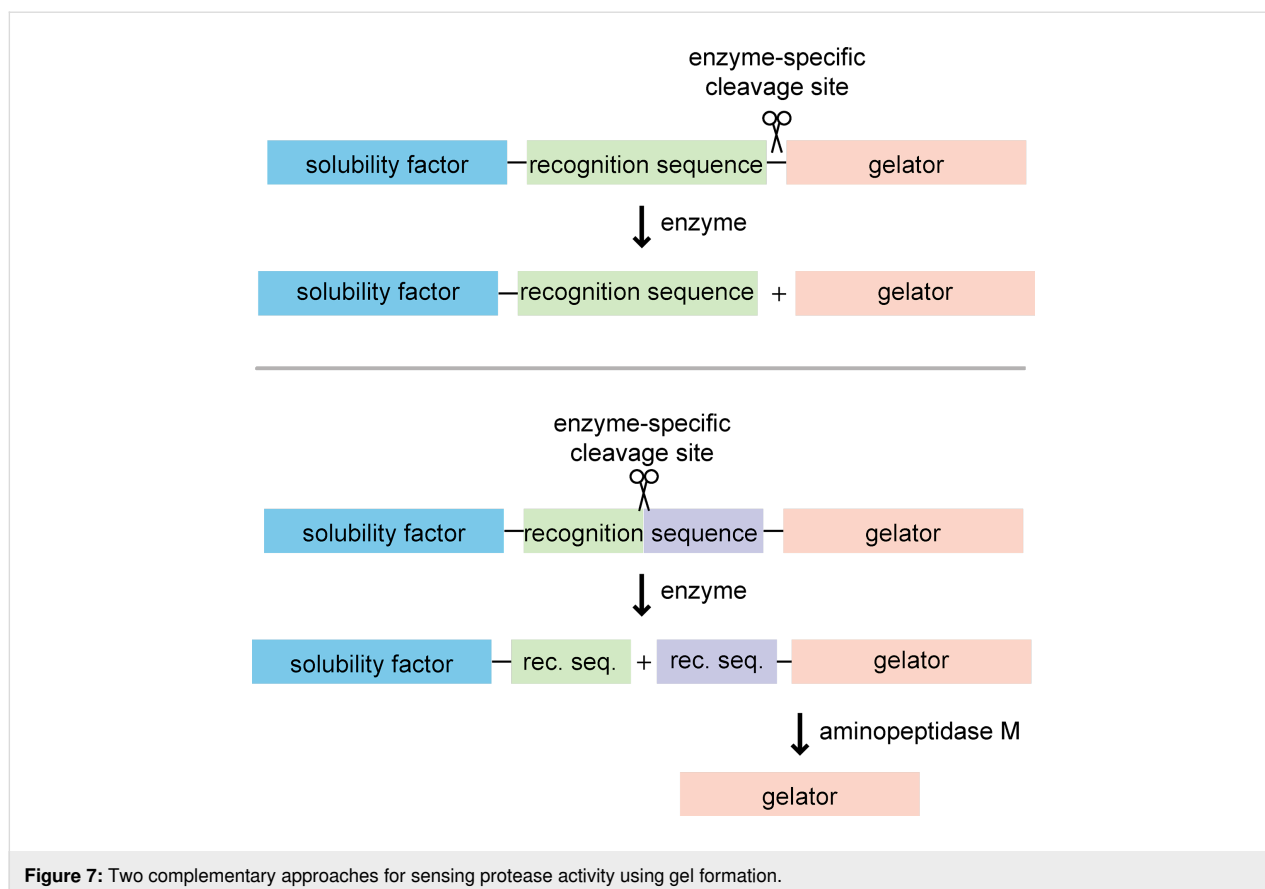 enzyme-specific
cleavage site
solubility factor
recognition sequence
gelator
enzyme
solubility factor
recognition sequence
+
gelator
enzyme-specific
cleavage site
solubility factor
recognition
sequence
gelator
enzyme
solubility factor
rec. seq.
+
rec. seq.
gelator
aminopeptidase M
gelator
Figure 7: Two complementary approaches for sensing protease activity using gel formation.